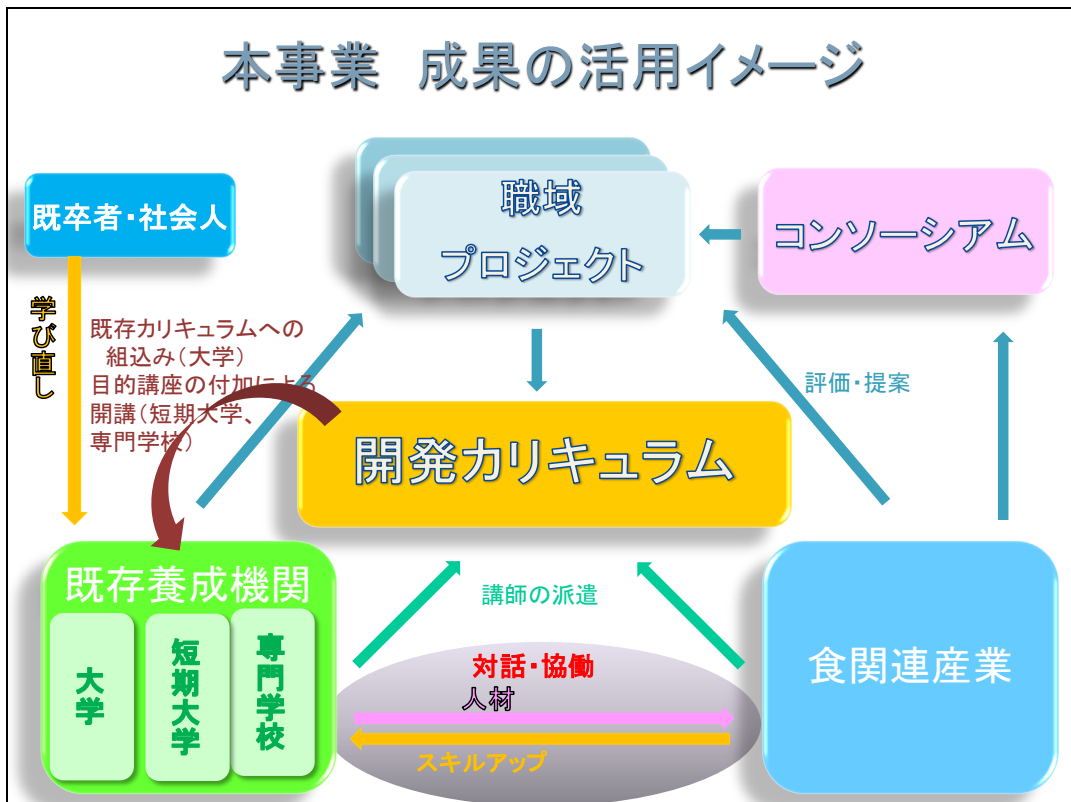 本事業　成果の活用イメージ
既卒者・社会人
職域
プロジェクト
コンソーシアム
学び直し
既存カリキュラムへの
組込み（大学）
目的講座の付加による
開講（短期大学、
専門学校）
評価・提案
開発カリキュラム
既存養成機関
大学
短期大学
専門学校
講師の派遣
対話・協働
人材
スキルアップ
食関連産業